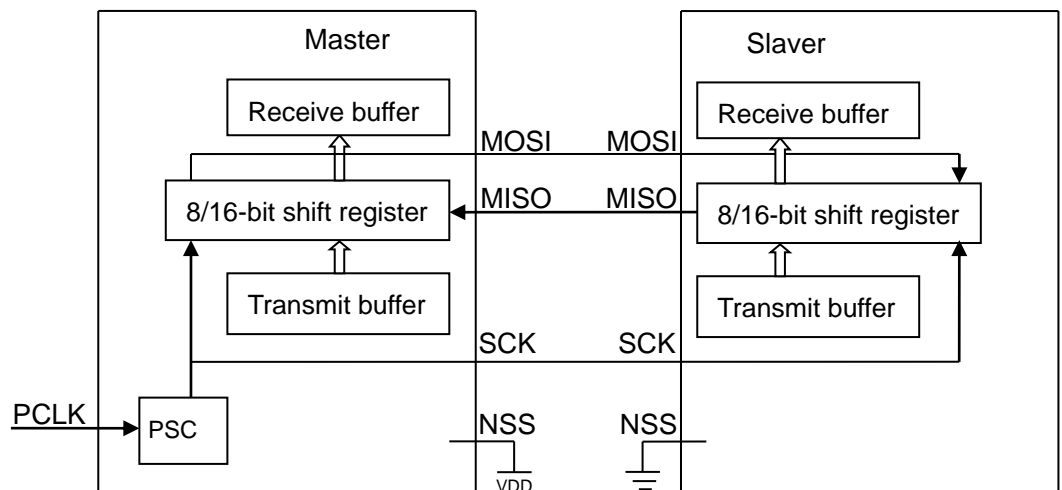 Master
Slaver
Receive buffer
Receive buffer
MOSI
MOSI
8/16-bit shift register
MISO
MISO
8/16-bit shift register
Transmit buffer
Transmit buffer
SCK
SCK
PCLK
PSC
NSS
NSS
VDD